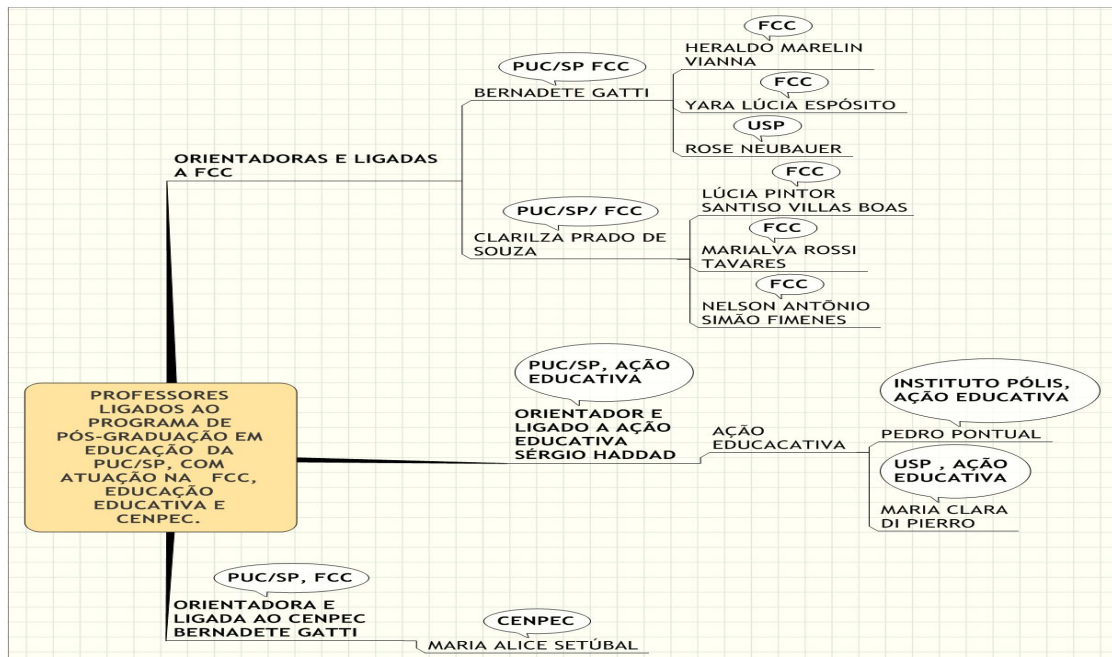 PROFESSORES
LIGADOS AO
PROGRAMA DE
PÓS-GRADUAÇÃO EM
EDUCAÇÃO DA
PUC/SP, COM
ATUAÇÃO NA FCC,
EDUCAÇÃO
EDUCATIVA E
CENPEC.
ORIENTADORAS E LIGADAS
A FCC
PUC/SP FCC
BERNADETE GATTI
FCC
HERALDO MARELIN
VIANNA
FCC
YARA LÚCIA ESPÓSITO
USP
ROSE NEUBAUER
PUC/SP/ FCC
CLARILZA PRADO DE
SOUZA
FCC
LÚCIA PINTOR
SANTISO VILLAS BOAS
FCC
MARIALVA ROSSI
TAVARES
FCC
NELSON ANTÕNIO
SIMÃO FIMENES
PUC/SP, AÇÃO
EDUCATIVA
ORIENTADOR E
LIGADO A AÇÃO
EDUCATIVA
SÉRGIO HADDAD
AÇÃO
EDUCACATIVA
INSTITUTO PÓLIS,
AÇÃO EDUCATIVA
PEDRO PONTUAL
USP , AÇÃO
EDUCATIVA
MARIA CLARA
DI PIERRO
PUC/SP, FCC
ORIENTADORA E
LIGADA AO CENPEC
BERNADETE GATTI
CENPEC
MARIA ALICE SETÚBAL